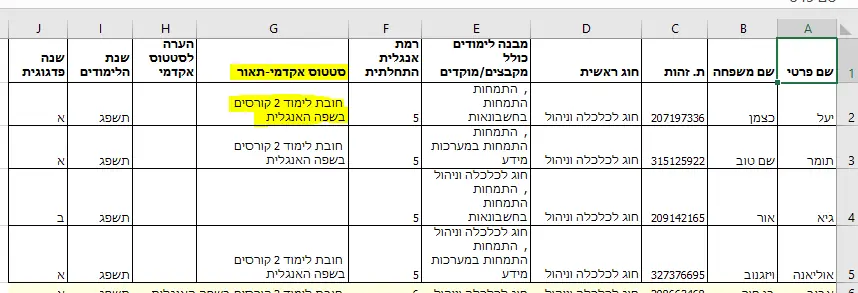 J I H G F E D C B A
1 שם פרטי שם משפחה ת. זהות חוג ראשית מבנה לימודים כולל מקבצים/מוקדים רמת אנגלית התחלתית סטטוס אקדמי-תאור הערה לסטטוס אקדמי שנת הלימודים שנה פדגוגית
2 יעל כצמן 207197336 חוג לכלכלה וניהול , התמחות התמחות בחשבונאות 5 חובת לימוד 2 קורסים בשפה האנגלית תשפג א
3 תומר שם טוב 315125922 חוג לכלכלה וניהול , התמחות התמחות במערכות מידע 5 חובת לימוד 2 קורסים בשפה האנגלית תשפג א
4 גיא אור 209142165 חוג לכלכלה וניהול חוג לכלכלה וניהול , התמחות התמחות בחשבונאות 5 תשפג ב
5 אוליאנה ויזגנוב 327376695 חוג לכלכלה וניהול חוג לכלכלה וניהול , התמחות התמחות במערכות מידע 5 חובת לימוד 2 קורסים בשפה האנגלית תשפג א